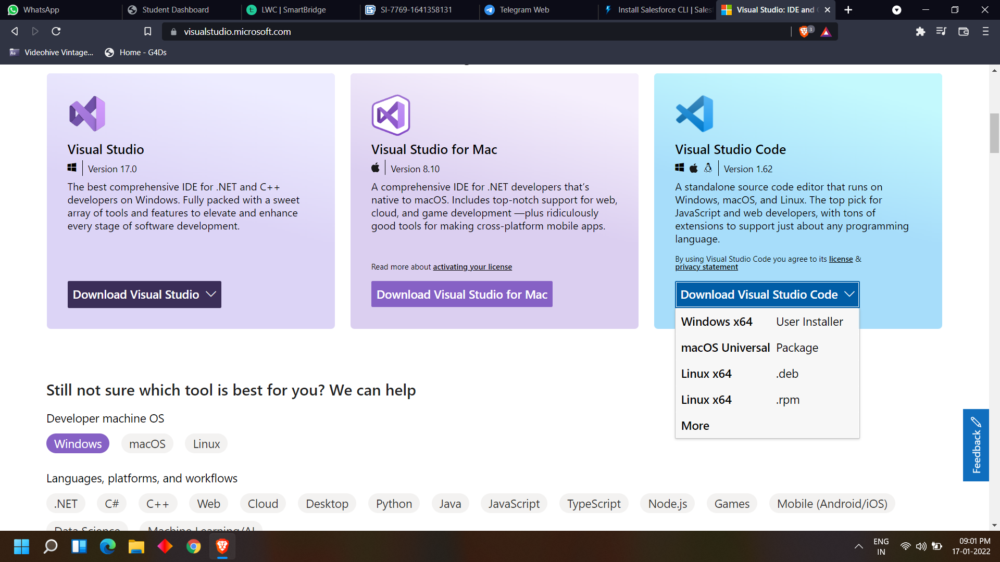 WhatsApp
Student Dashboard
LWC | SmartBridge
SI-7769-1641358131
Telegram Web
Install Salesforce CLI | Sales
Visual Studio: IDE and
visualstudio.microsoft.com
3
Ae
Videohive Vintage...
Home - G4Ds
Visual Studio
Version 17.0
The best comprehensive IDE for .NET and C++
developers on Windows. Fully packed with a sweet
array of tools and features to elevate and enhance
every stage of software development.
Download Visual Studio
Visual Studio for Mac
Version 8.10
A comprehensive IDE for .NET developers that’s
native to macOS. Includes top-notch support for web,
cloud, and game development —plus ridiculously
good tools for making cross-platform mobile apps.
Read more about activating your license
Download Visual Studio for Mac
Visual Studio Code
Version 1.62
A standalone source code editor that runs on
Windows, macOS, and Linux. The top pick for
JavaScript and web developers, with tons of
extensions to support just about any programming
language.
By using Visual Studio Code you agree to its license &
privacy statement
Download Visual Studio Code
Windows x64 User Installer
macOS Universal Package
Linux x64 .deb
Linux x64 .rpm
More
Still not sure which tool is best for you? We can help
Developer machine OS
Windows macOS Linux
Languages, platforms, and workflows
.NET C# C++ Web Cloud Desktop Python Java JavaScript TypeScript Node.js Games Mobile (Android/iOS)
Data Science Machine Learning/AI
Feedback
ENG
IN
09:01 PM
17-01-2022